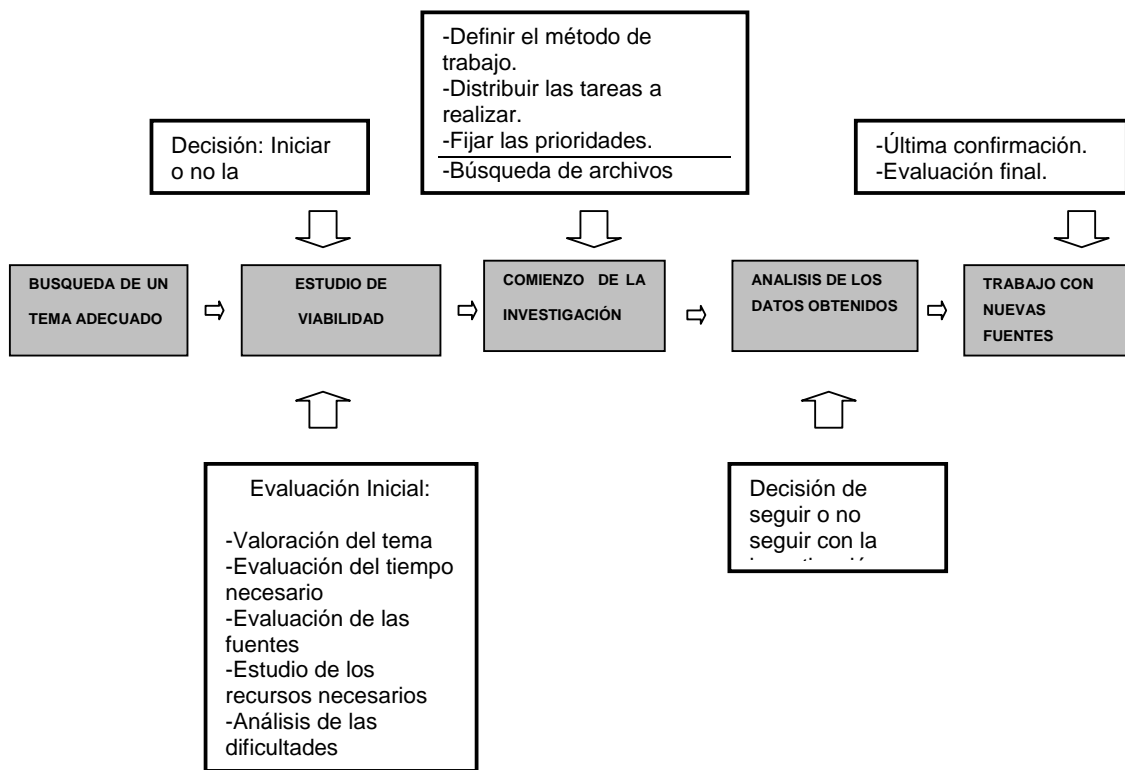 -Definir el método de
trabajo.
-Distribuir las tareas a
realizar.
-Fijar las prioridades.
-Búsqueda de archivos
Decisión: Iniciar
o no la
-Última confirmación.
-Evaluación final.
BUSQUEDA DE UN
TEMA ADECUADO
ESTUDIO DE
VIABILIDAD
COMIENZO DE LA
INVESTIGACIÓN
ANALISIS DE LOS
DATOS OBTENIDOS
TRABAJO CON
NUEVAS
FUENTES
Evaluación Inicial:
-Valoración del tema
-Evaluación del tiempo
necesario
-Evaluación de las
fuentes
-Estudio de los
recursos necesarios
-Análisis de las
dificultades
Decisión de
seguir o no
seguir con la